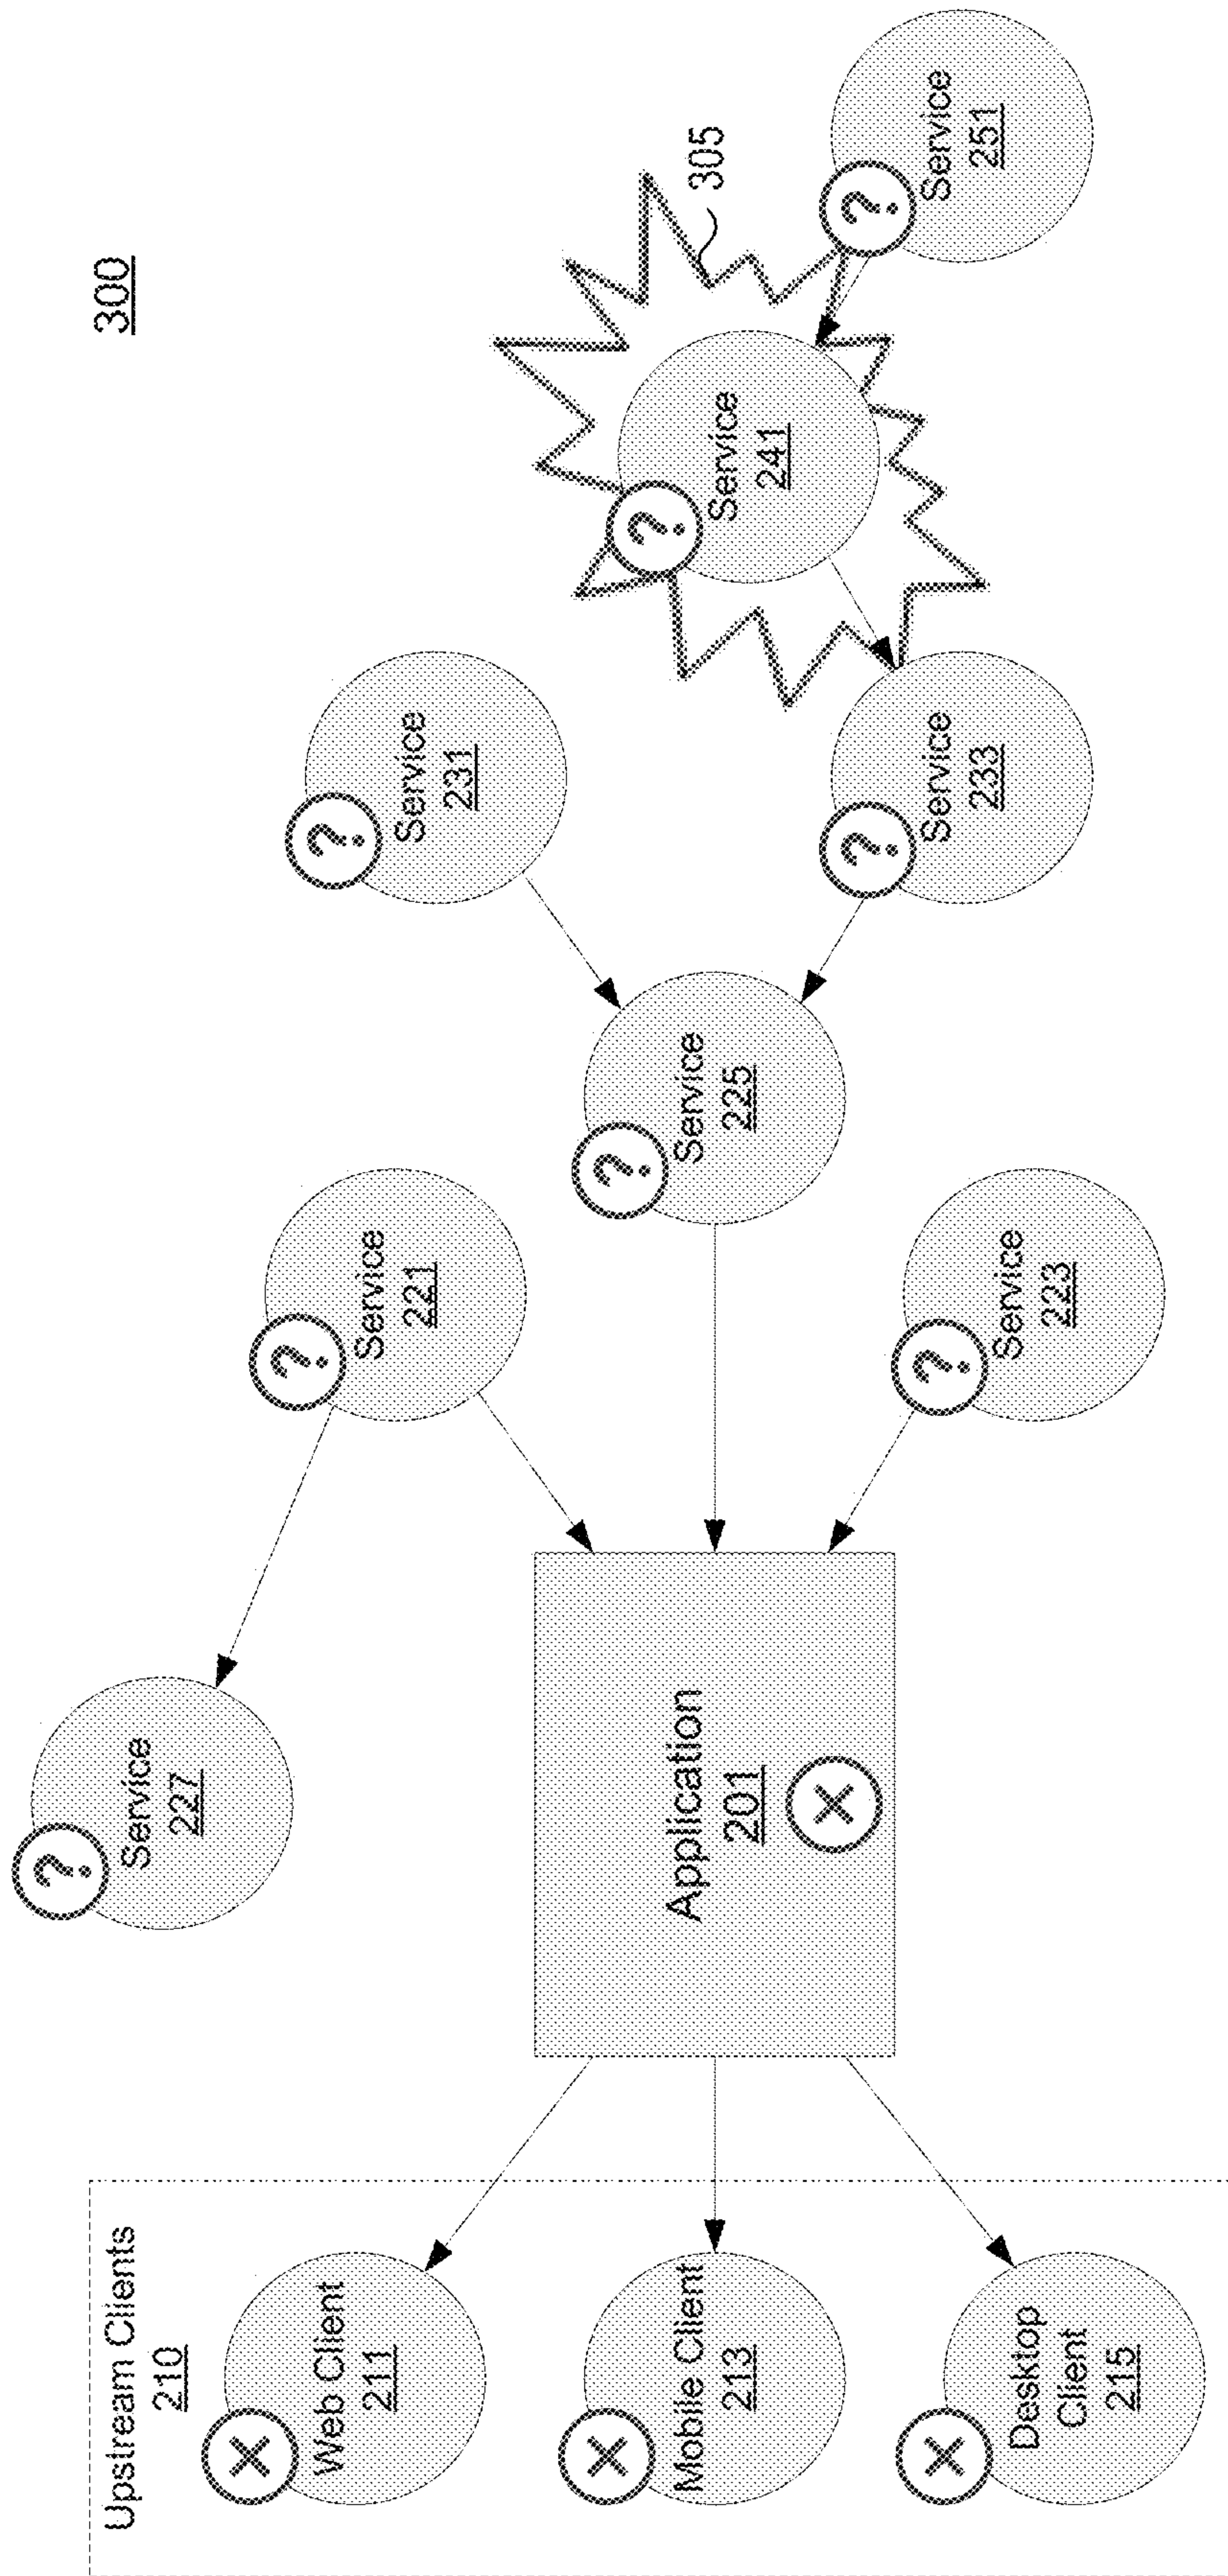 300
Upstream Clients
210
×
Web Client
211
×
Mobile Client
213
×
Desktop
Client
215
Application
201
×
?
Service
227
?
Service
221
?
Service
225
?
Service
223
?
Service
231
?
Service
233
?
Service
241
305
?
Service
251